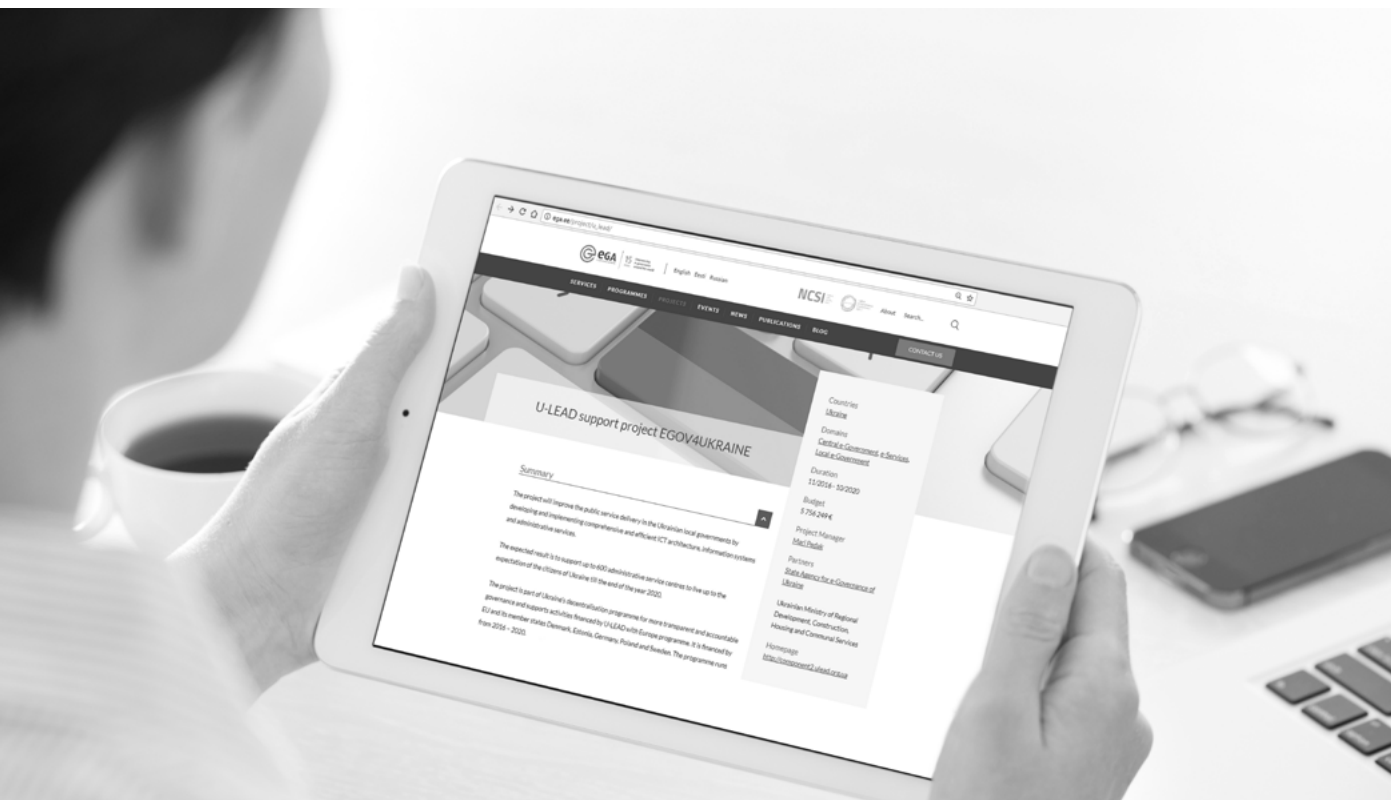 ega.ee/project/u_lead/
eGA
15
English Eesti Russian
NCSI
About Search...
SERVICES PROGRAMMES PROJECTS EVENTS NEWS PUBLICATIONS BLOG
CONTACT US
U-LEAD support project EGOV4UKRAINE
Summary
The project will improve the public service delivery in the Ukrainian local governments by
developing and implementing comprehensive and efficient ICT architecture, information systems
and administrative services.
The expected result is to support up to 600 administrative service centres to live up to the
expectation of the citizens of Ukraine till the end of the year 2020.
The project is part of Ukraine's decentralisation programme for more transparent and accountable
governance and supports activities financed by U-LEAD with Europe programme. It is financed by
EU and its member states Denmark, Estonia, Germany, Poland and Sweden. The programme runs
from 2016 – 2020.
Countries
Ukraine
Domains
Central e-Government, e-Services,
Local e-Government
Duration
11/2016 - 10/2020
Budget
5 756 249 €
Project Manager
Mari Pedak
Partners
State Agency for e-Governance of
Ukraine
Ukrainian Ministry of Regional
Development, Construction,
Housing and Communal Services
Homepage
http://component2.ulead.org.ua